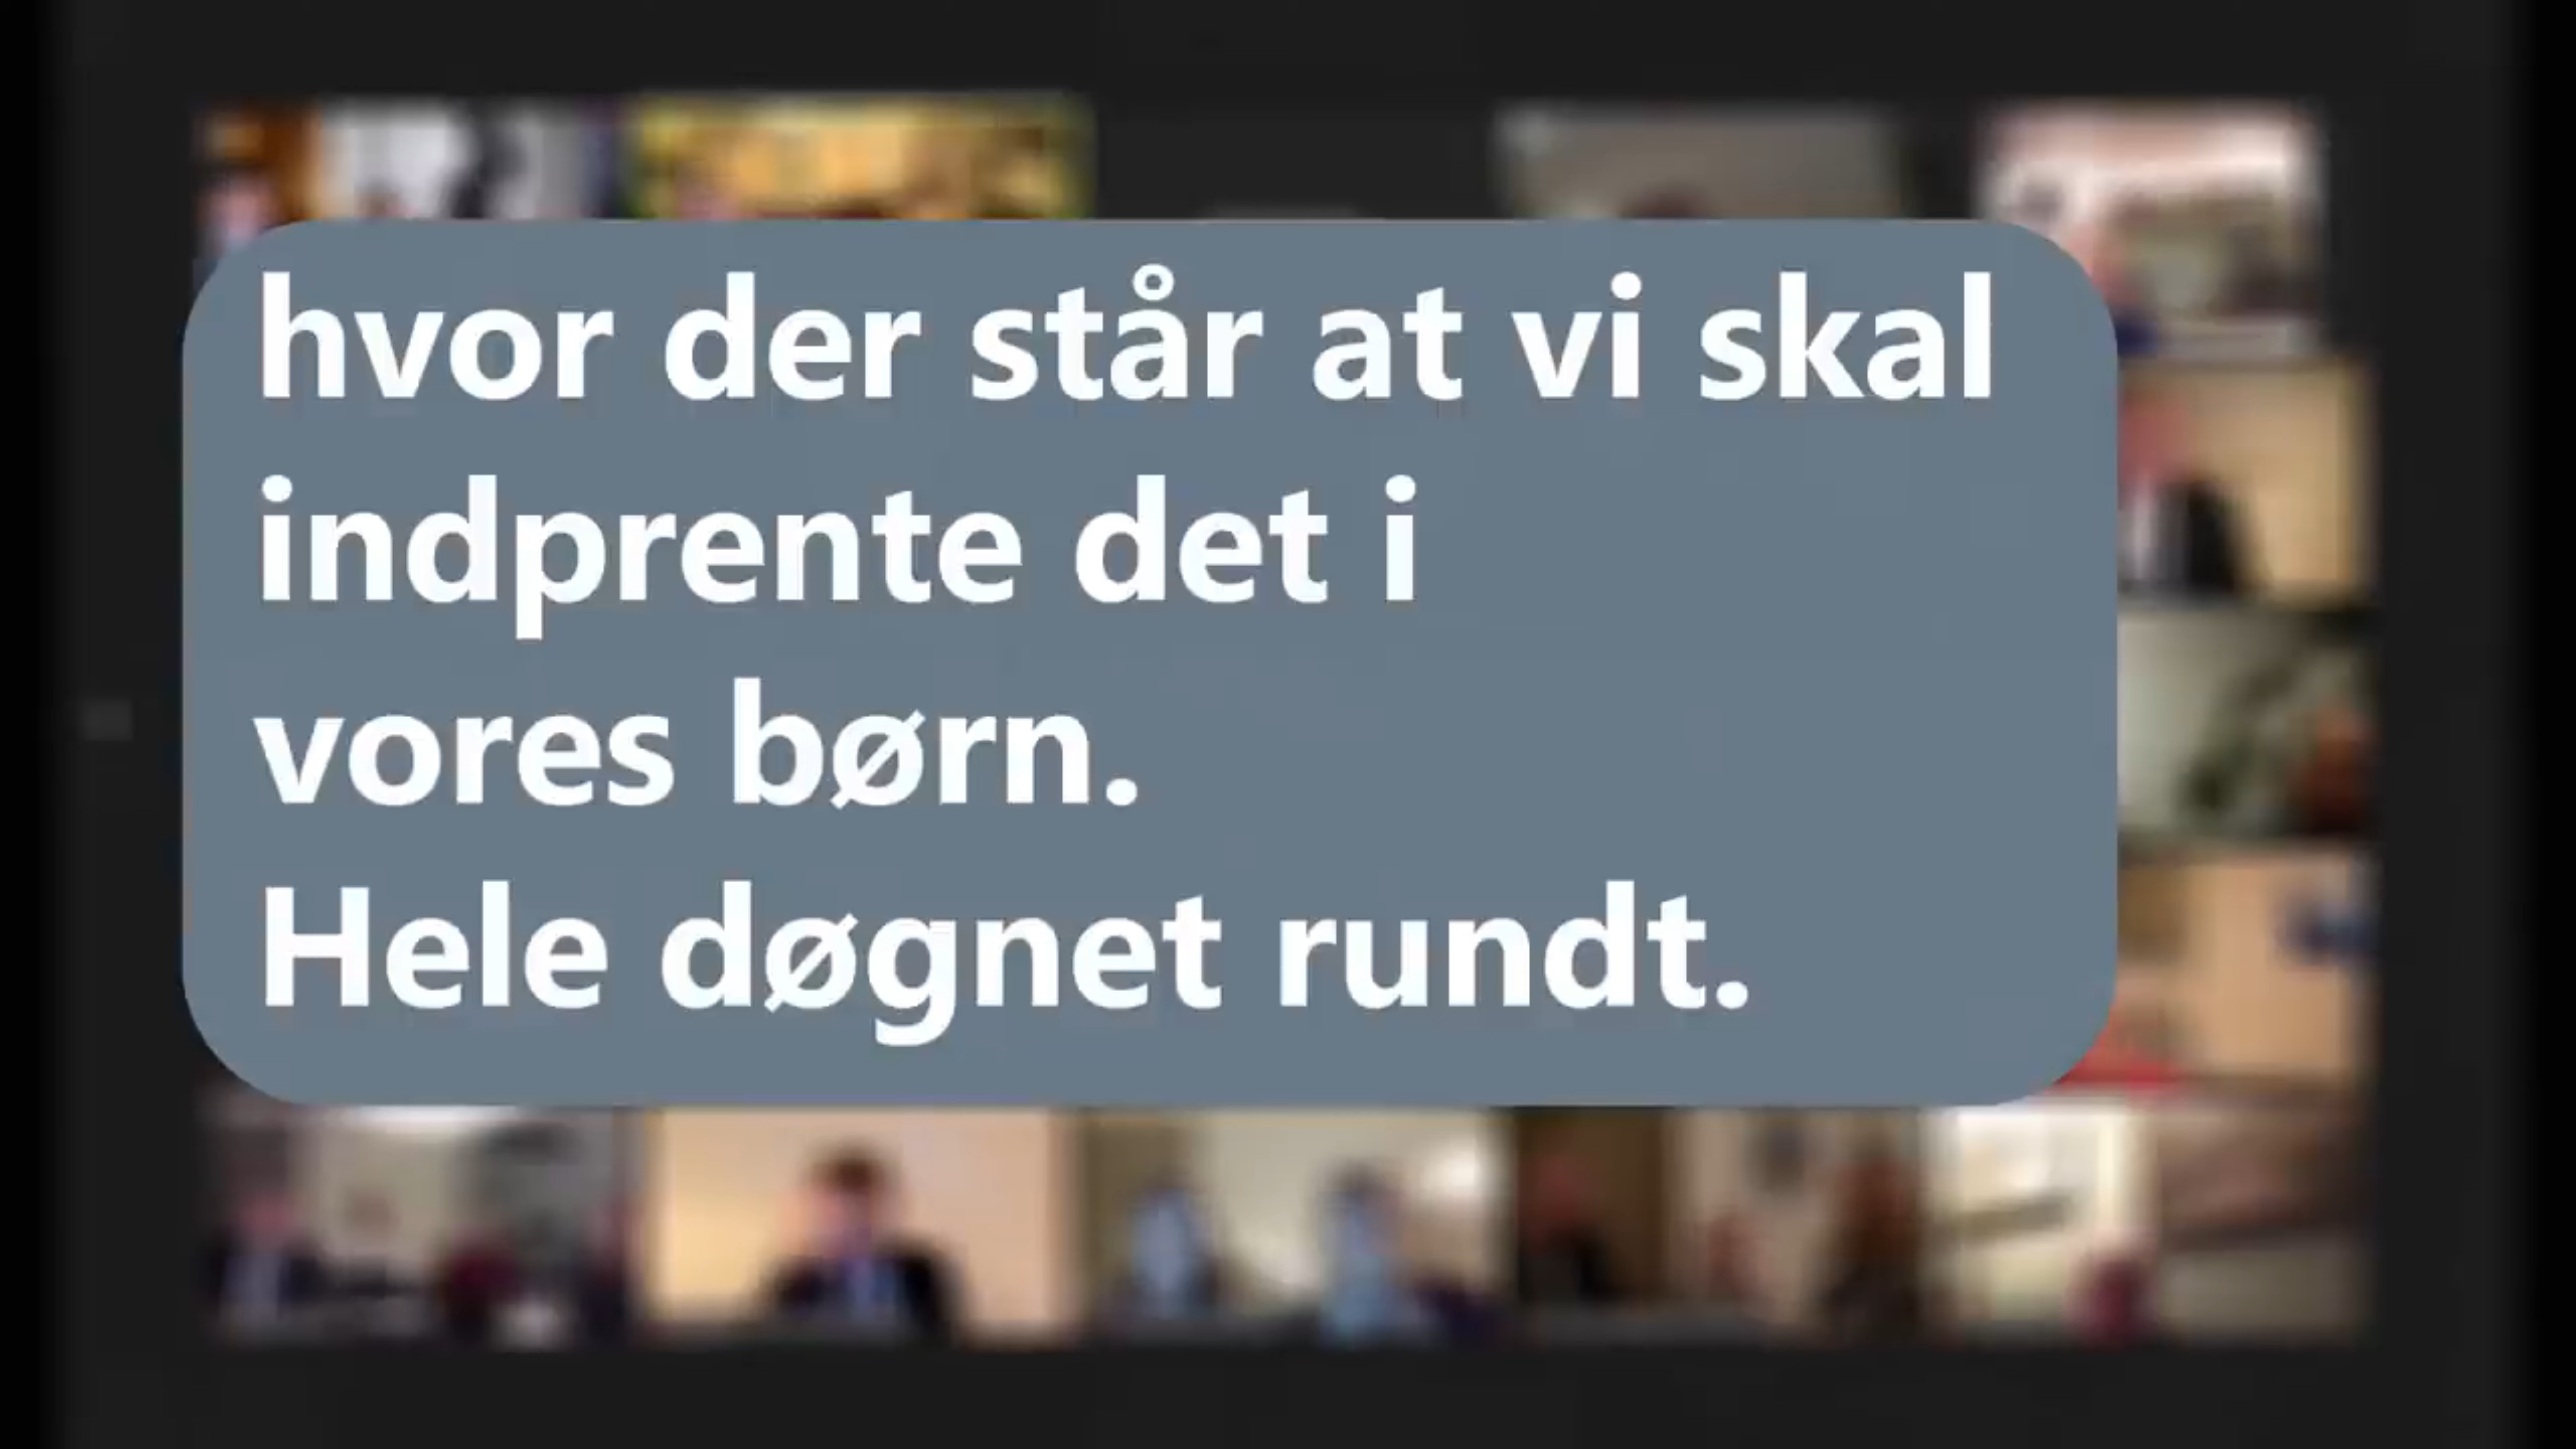 hvor der står at vi skal
indprente det i
vores børn.
Hele døgnet rundt.